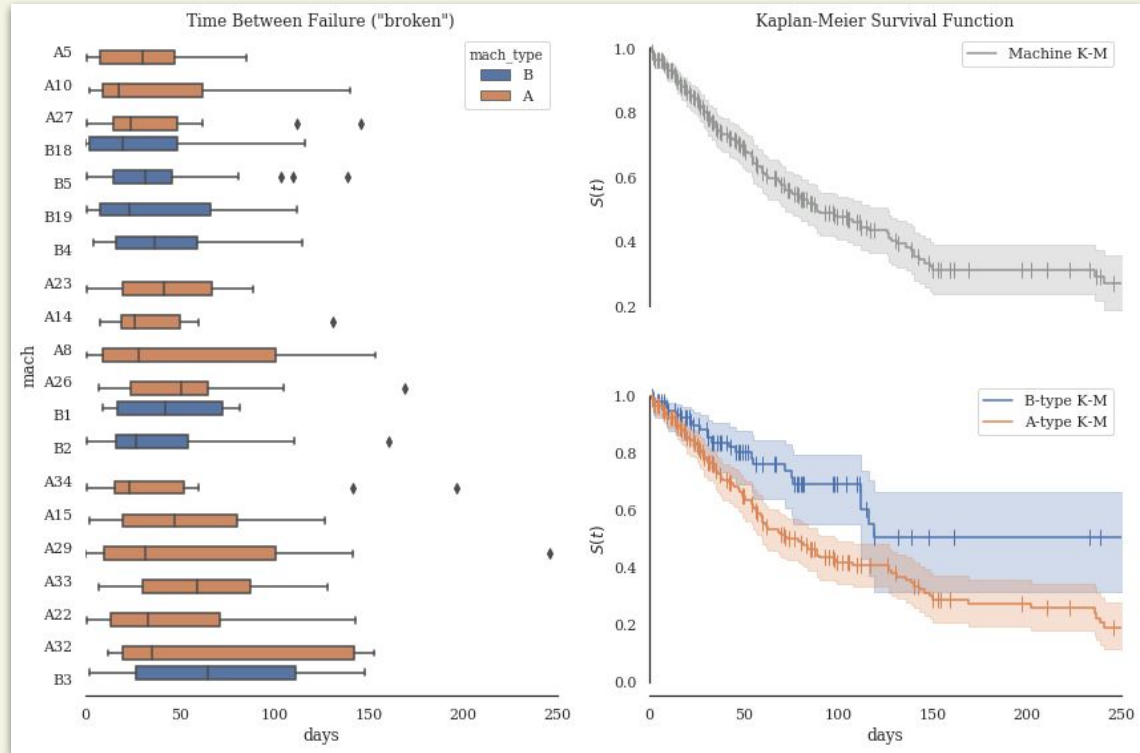 Time Between Failure ("broken")
mach_type
B
A
mach
A5
A10
A27
B18
B5
B19
B4
A23
A14
A8
A26
B1
B2
A34
A15
A29
A33
A22
A32
B3
0 50 100 150 200 250
days
Kaplan-Meier Survival Function
Machine K-M
S(t)
1.0
0.8
0.6
0.4
0.2
B-type K-M
A-type K-M
S(t)
1.0
0.8
0.6
0.4
0.2
0.0
0 50 100 150 200 250
days